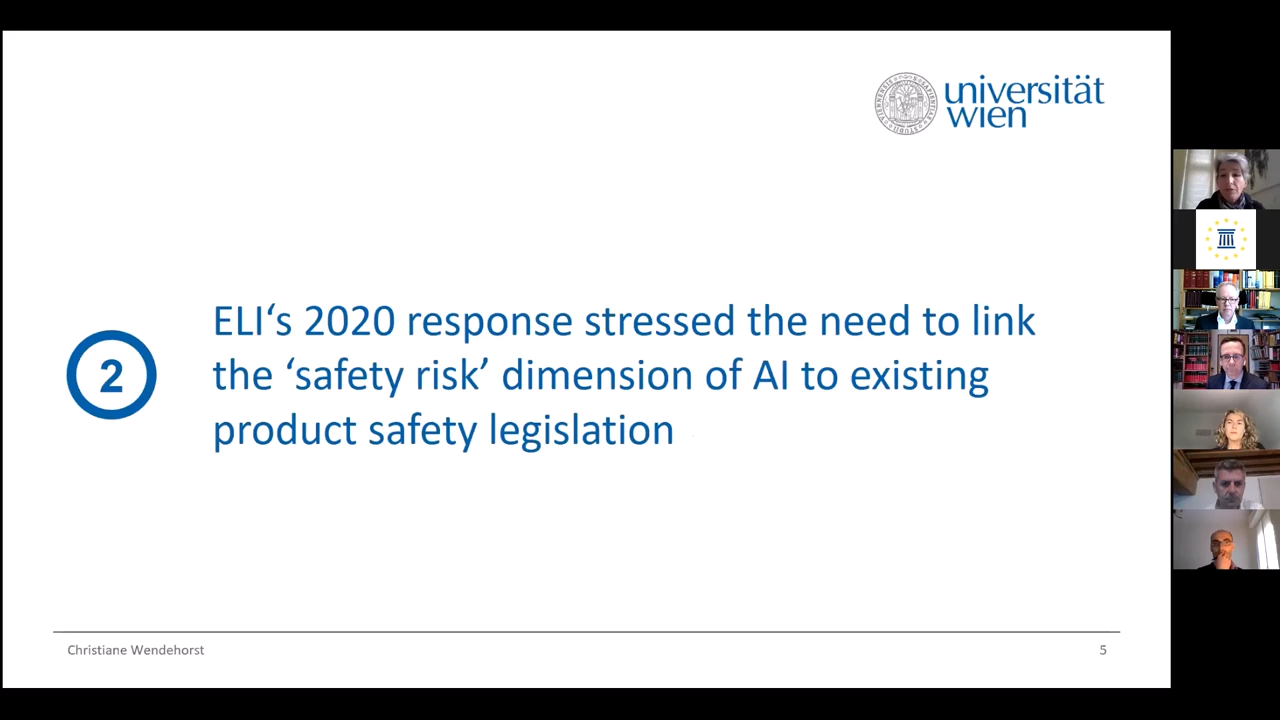 universität
wien
2
ELI‘s 2020 response stressed the need to link
the ‘safety risk’ dimension of AI to existing
product safety legislation
Christiane Wendehorst
5